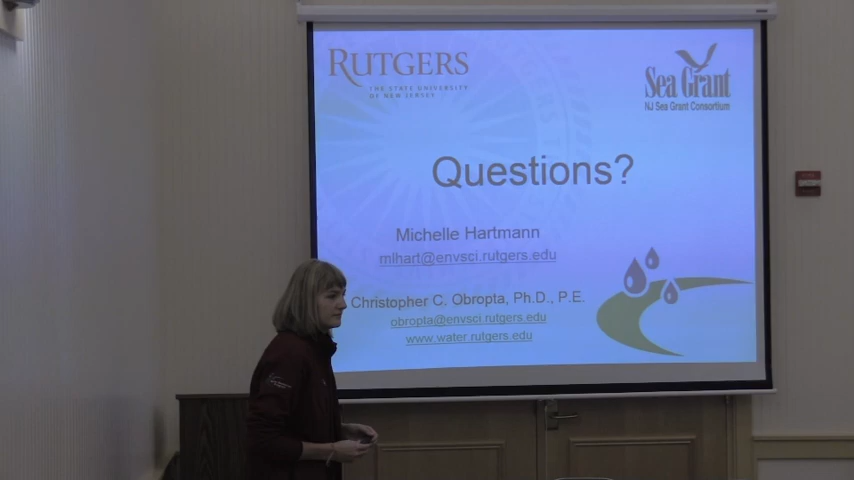 RUTGERS
THE STATE UNIVERSITY
OF NEW JERSEY
Sea Grant
NJ Sea Grant Consortium
Questions?
Michelle Hartmann
mlhart@envsci.rutgers.edu
Christopher C. Obropta, Ph.D., P.E.
obropta@envsci.rutgers.edu
www.water.rutgers.edu